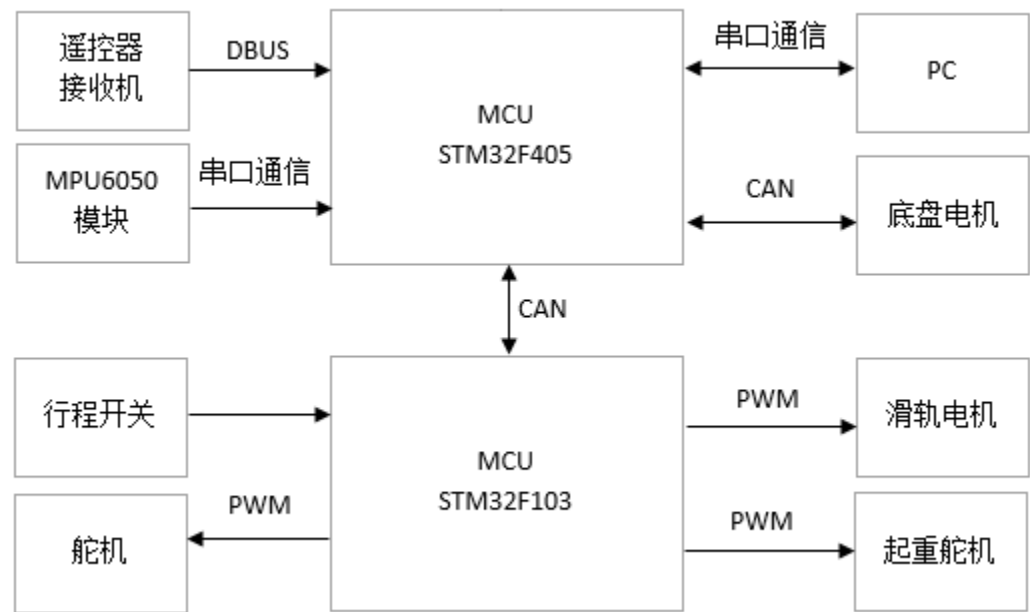 遥控器
接收机
DBUS
MCU
STM32F405
串口通信
PC
MPU6050
模块
串口通信
CAN
底盘电机
CAN
行程开关
MCU
STM32F103
PWM
滑轨电机
舵机
PWM
PWM
起重舵机